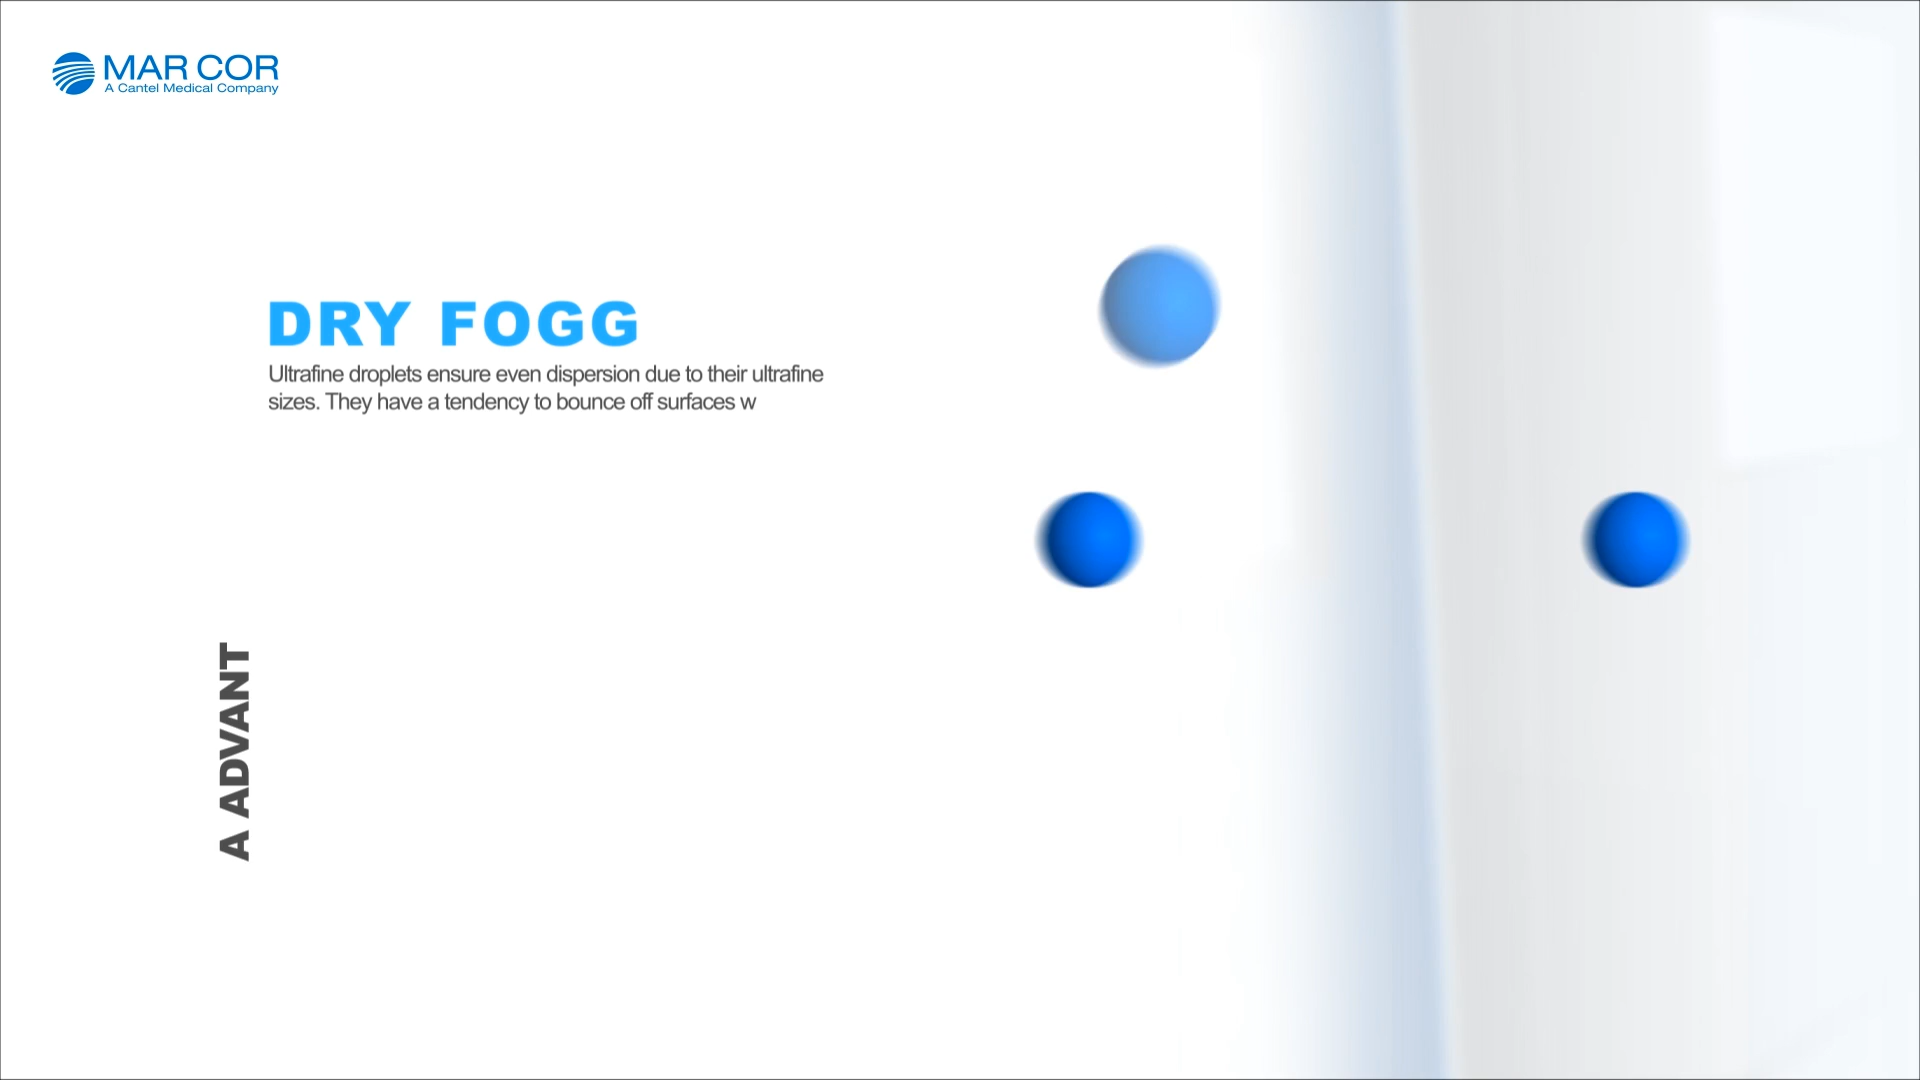 MAR COR
A Cantel Medical Company
DRY FOGG
Ultrafine droplets ensure even dispersion due to their ultrafine
sizes. They have a tendency to bounce off surfaces w
A ADVANT